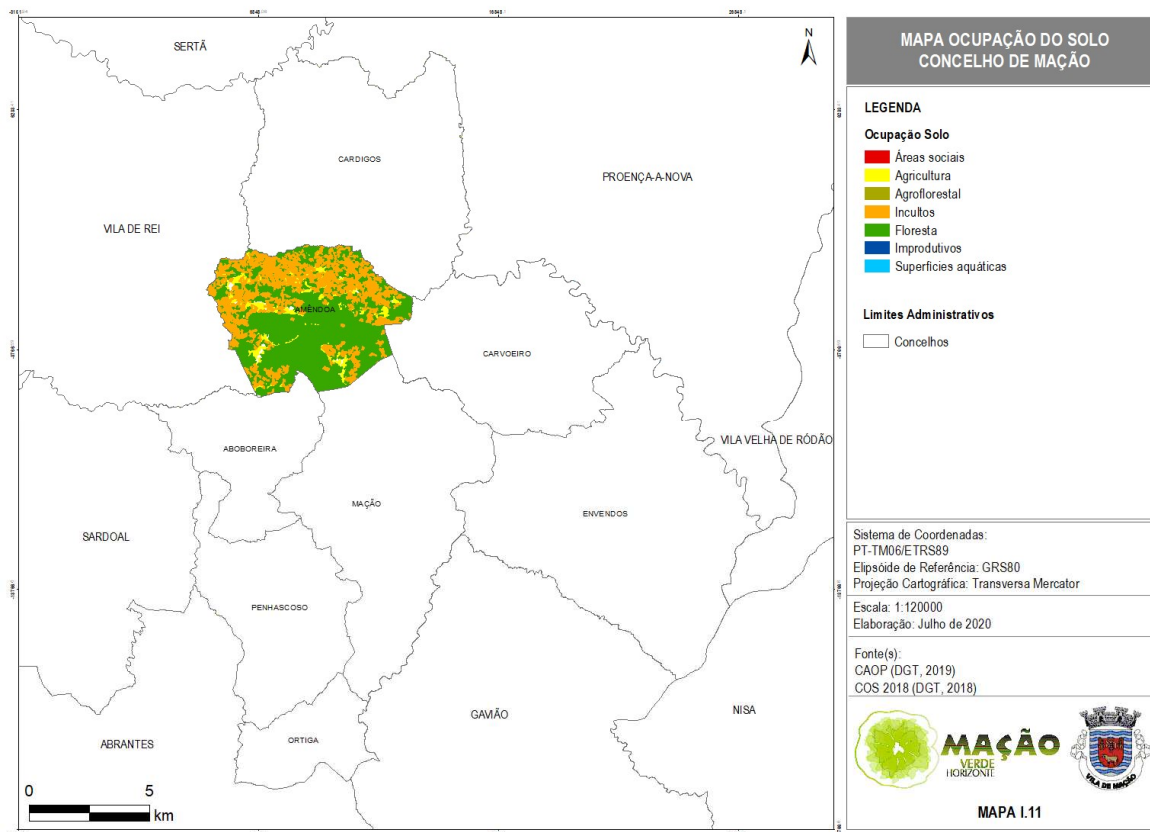 SERTÃ
N
CARDIGOS
PROENÇA-A-NOVA
VILA DE REI
AMÊNDOA
CARVOEIRO
VILA VELHA DE RÓDÃO
ABOBOREIRA
MAÇÃO
ENVENDOS
SARDOAL
PENHASCOSO
GAVIÃO
NISA
ABRANTES
ORTIGA
0 5
km
MAPA OCUPAÇÃO DO SOLO
CONCELHO DE MAÇÃO
LEGENDA
Ocupação Solo
Áreas sociais
Agricultura
Agroflorestal
Incultos
Floresta
Improdutivos
Superfícies aquáticas
Limites Administrativos
Concelhos
Sistema de Coordenadas:
PT-TM06/ETRS89
Elipsóide de Referência: GRS80
Projeção Cartográfica: Transversa Mercator
Escala: 1:120000
Elaboração: Julho de 2020
Fonte(s):
CAOP (DGT, 2019)
COS 2018 (DGT, 2018)
MAÇÃO
VERDE
HORIZONTE
VILA DE MAÇÃO
MAPA I.11